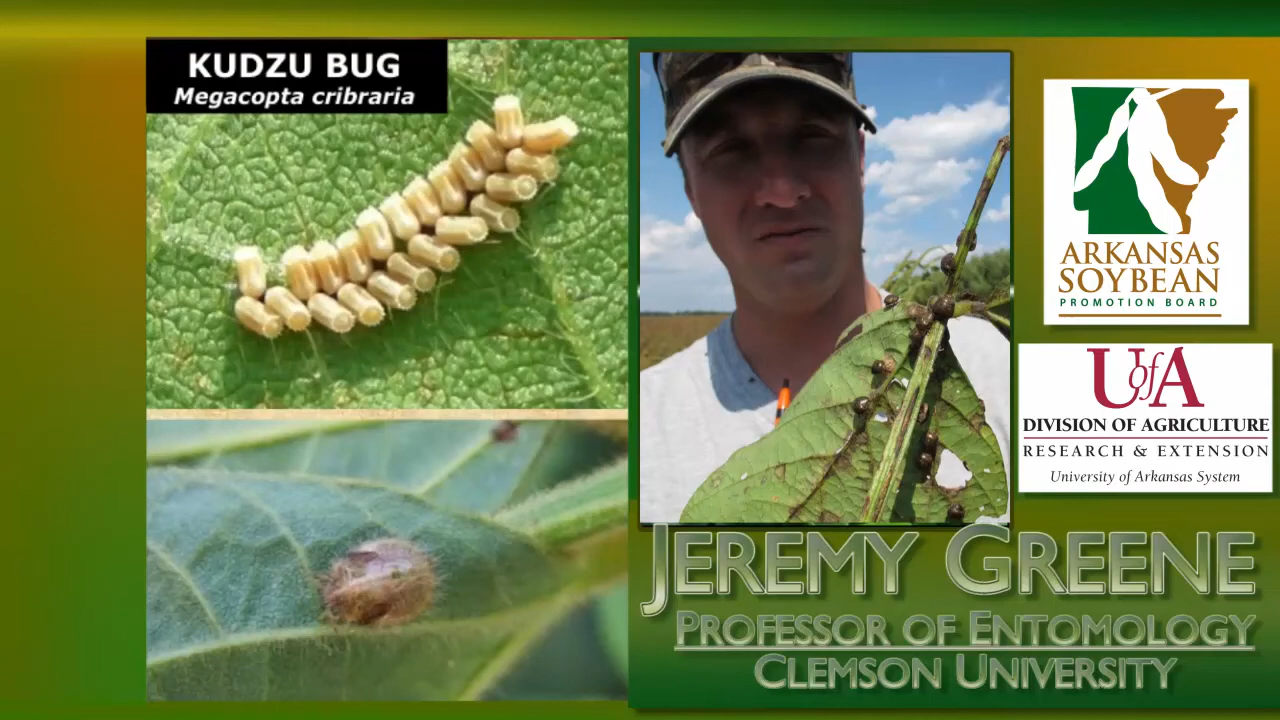 KUDZU BUG
Megacopta cribraria
ARKANSAS
SOYBEAN
PROMOTION BOARD
UofA
DIVISION OF AGRICULTURE
RESEARCH & EXTENSION
University of Arkansas System
JEREMY GREENE
PROFESSOR OF ENTOMOLOGY
CLEMSON UNIVERSITY